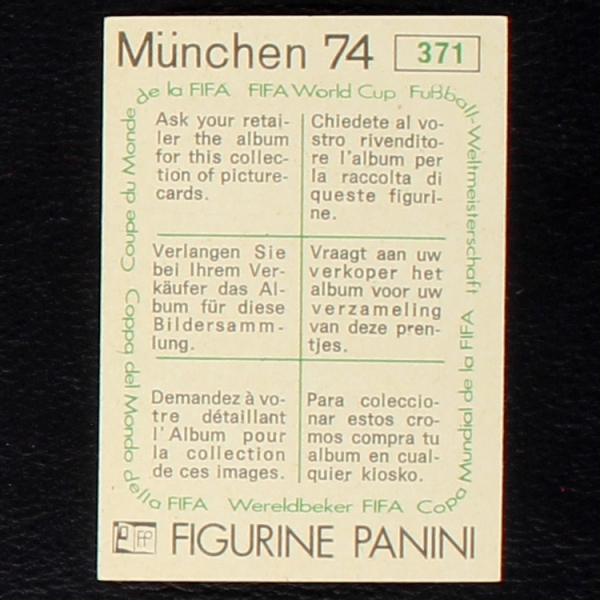 München 74 371
de la FIFA FIFA World Cup Fußball-Weltmeisterschaft
Ask your retai-
ler the album
for this collec-
tion of picture-
cards.
Chiedete al vo-
stro rivendito-
re l'album per
la raccolta di
queste figuri-
ne.
Verlangen Sie
bei Ihrem Ver-
käufer das Al-
bum für diese
Bildersamm-
lung.
Vraagt aan uw
verkoper het
album voor uw
verzameling
van deze pren-
tjes.
Demandez à vo-
tre détaillant
l'Album pour
la collection
de ces images.
Para coleccio-
nar estos cro-
mos compra tu
album en cual-
quier kiosko.
Coupe du Monde
Coppa del Mondo della FIFA Wereldbeker FIFA Copa Mundial de la FIFA
FP FIGURINE PANINI